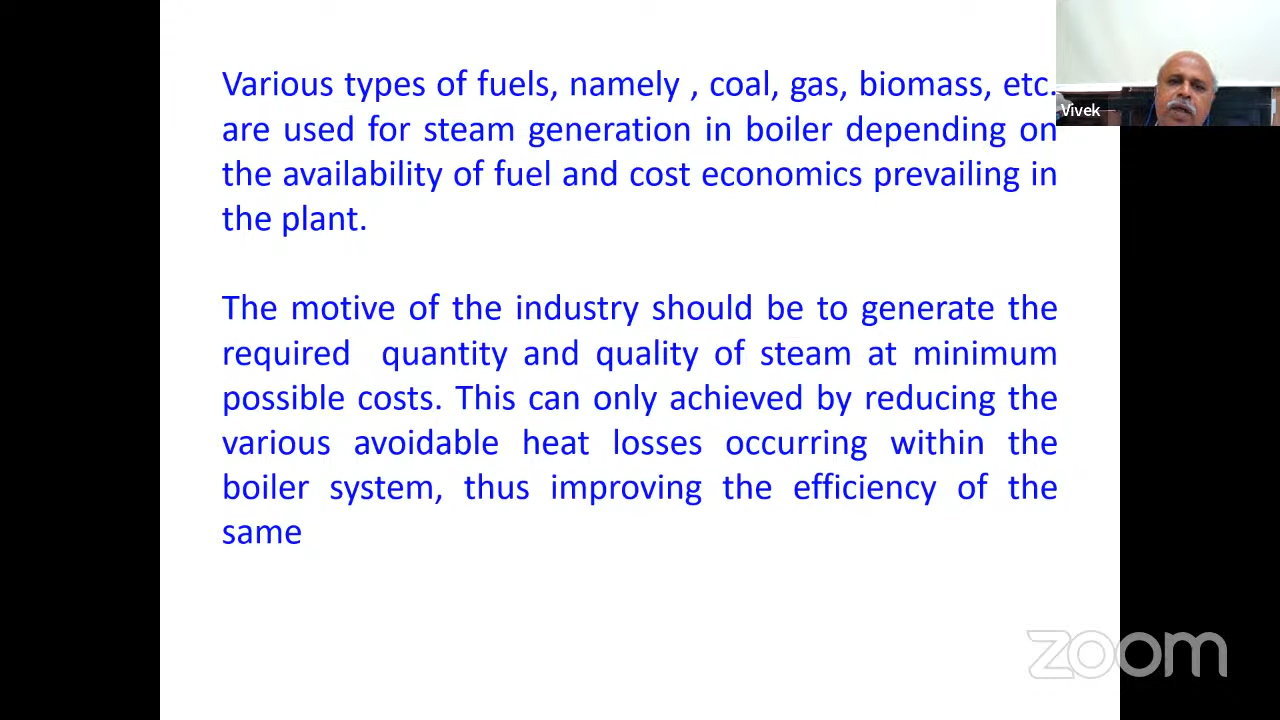 Various types of fuels, namely , coal, gas, biomass, etc.
are used for steam generation in boiler depending on
the availability of fuel and cost economics prevailing in
the plant.
The motive of the industry should be to generate the
required  quantity and quality of steam at minimum
possible costs. This can only achieved by reducing the
various avoidable heat losses occurring within the
boiler system, thus improving the efficiency of the
same
Vivek
zoom